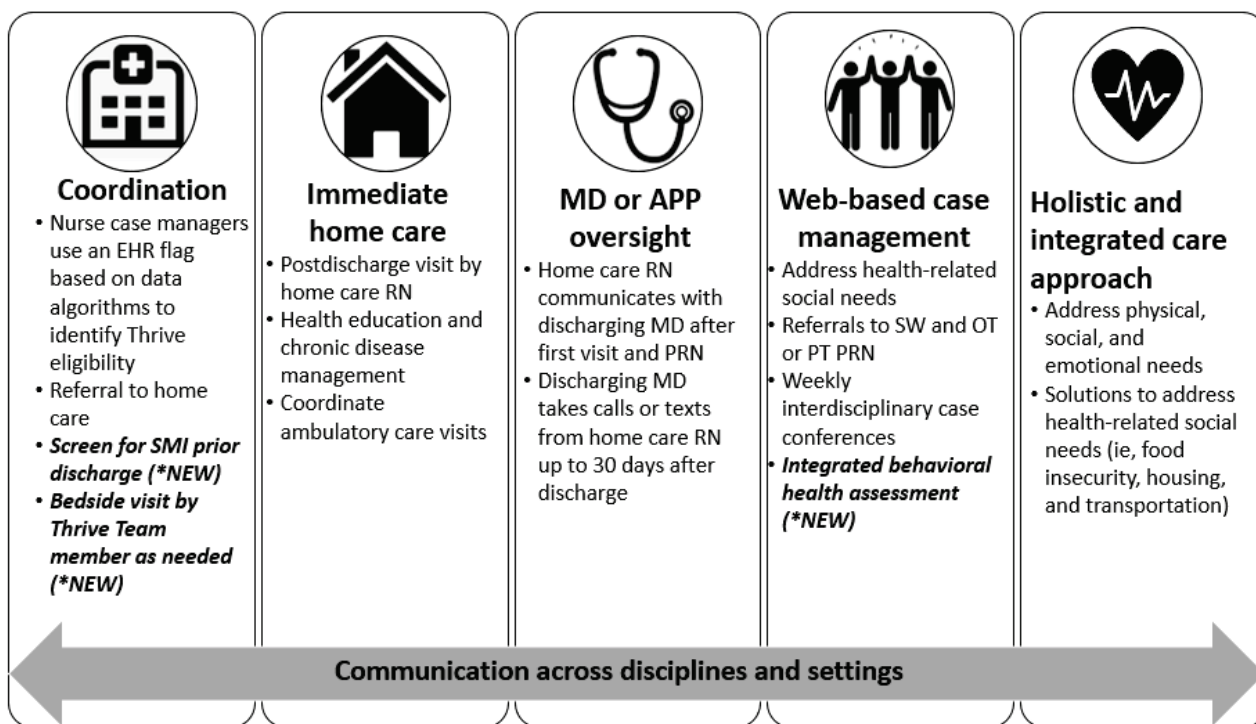 Coordination
• Nurse case managers
use an EHR flag
based on data
algorithms to
identify Thrive
eligibility
• Referral to home
care
• Screen for SMI prior
discharge (*NEW)
• Bedside visit by
Thrive Team
member as needed
(*NEW)
Immediate
home care
• Postdischarge visit by
home care RN
• Health education and
chronic disease
management
• Coordinate
ambulatory care visits
MD or APP
oversight
• Home care RN
communicates with
discharging MD after
first visit and PRN
• Discharging MD
takes calls or texts
from home care RN
up to 30 days after
discharge
Web-based case
management
• Address health-related
social needs
• Referrals to SW and OT
or PT PRN
• Weekly
interdisciplinary case
conferences
• Integrated behavioral
health assessment
(*NEW)
Holistic and
integrated care
approach
• Address physical,
social, and
emotional needs
• Solutions to address
health-related social
needs (ie, food
insecurity, housing,
and transportation)
Communication across disciplines and settings